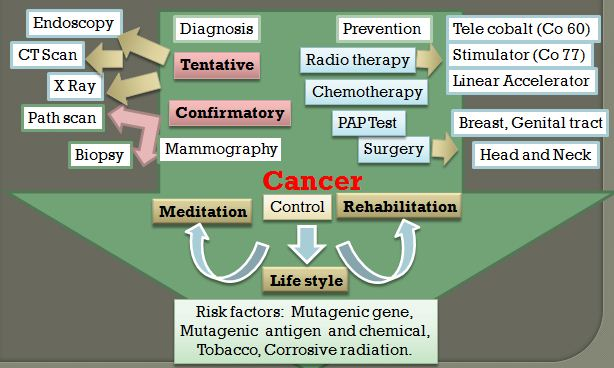 Endoscopy
Diagnosis
Prevention
Tele cobalt (Co 60)
CT Scan
Tentative
Radio therapy
Stimulator (Co 77)
X Ray
Chemotherapy
Linear Accelerator
Path scan
Confirmatory
PAP Test
Breast, Genital tract
Biopsy
Mammography
Surgery
Head and Neck
Cancer
Meditation
Control
Rehabilitation
Life style
Risk factors: Mutagenic gene,
Mutagenic antigen and chemical,
Tobacco, Corrosive radiation.